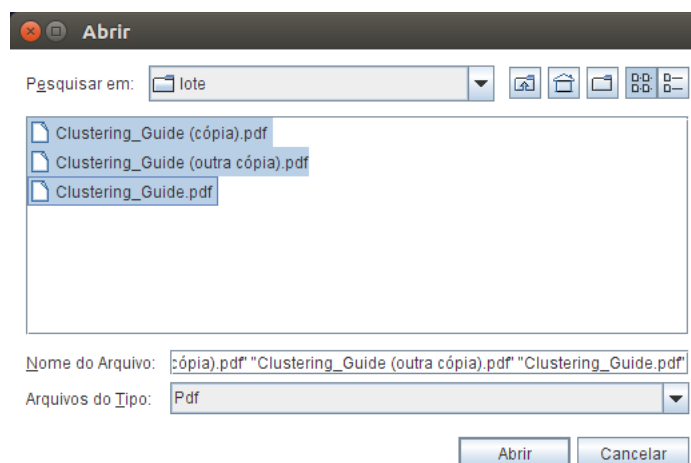 Abrir
Pesquisar em: lote
Clustering_Guide (cópia).pdf
Clustering_Guide (outra cópia).pdf
Clustering_Guide.pdf
Nome do Arquivo: cópia).pdf" "Clustering_Guide (outra cópia).pdf" "Clustering_Guide.pdf"
Arquivos do Tipo: Pdf
Abrir Cancelar